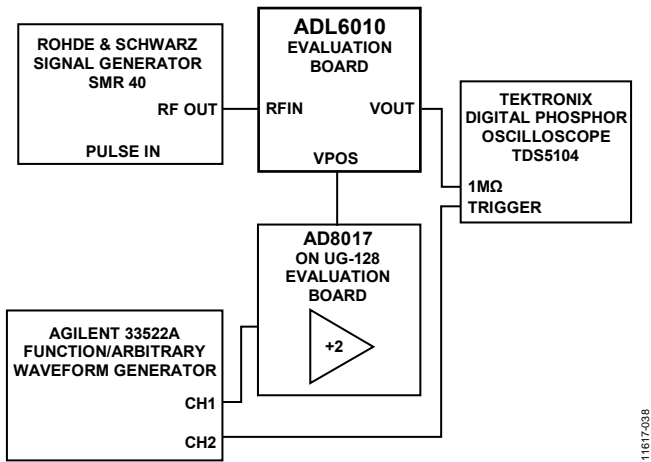 ROHDE & SCHWARZ
SIGNAL GENERATOR
SMR 40
RF OUT
PULSE IN
ADL6010
EVALUATION
BOARD
RFIN
VOUT
VPOS
TEKTRONIX
DIGITAL PHOSPHOR
OSCILLOSCOPE
TDS5104
1MΩ
TRIGGER
AD8017
ON UG-128
EVALUATION
BOARD
+2
AGILENT 33522A
FUNCTION/ARBITRARY
WAVEFORM GENERATOR
CH1
CH2
11617-038